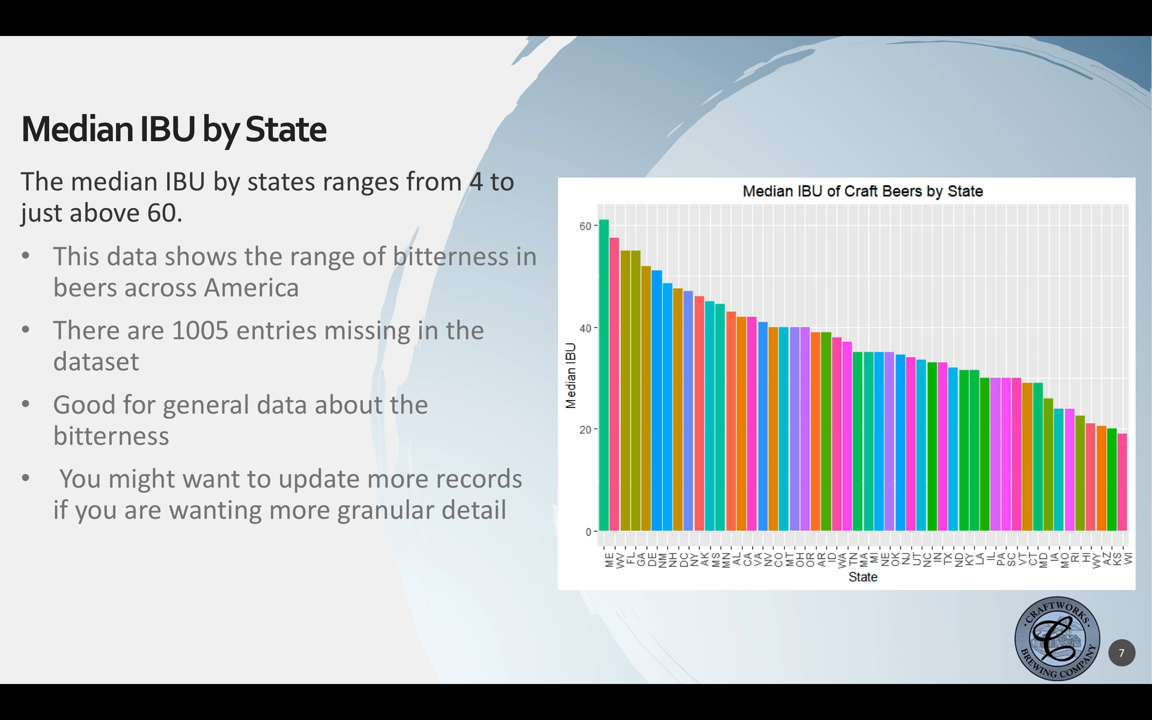 Median IBU by State
The median IBU by states ranges from 4 to
just above 60.
• This data shows the range of bitterness in
beers across America
• There are 1005 entries missing in the
dataset
• Good for general data about the
bitterness
• You might want to update more records
if you are wanting more granular detail
Median IBU of Craft Beers by State
Median IBU
60
40
20
0
ME WV FL GA DE NM NH DC NY AK MS MN AL CA VA NV CO MT OH OR AR ID WA TN MA MI NE OK NJ UT NC IN TX ND KY LA IL PA SC VT CT MD IA MO RI HI WY AZ KS WI
State
CRAFTWORKS
BREWING COMPANY
7